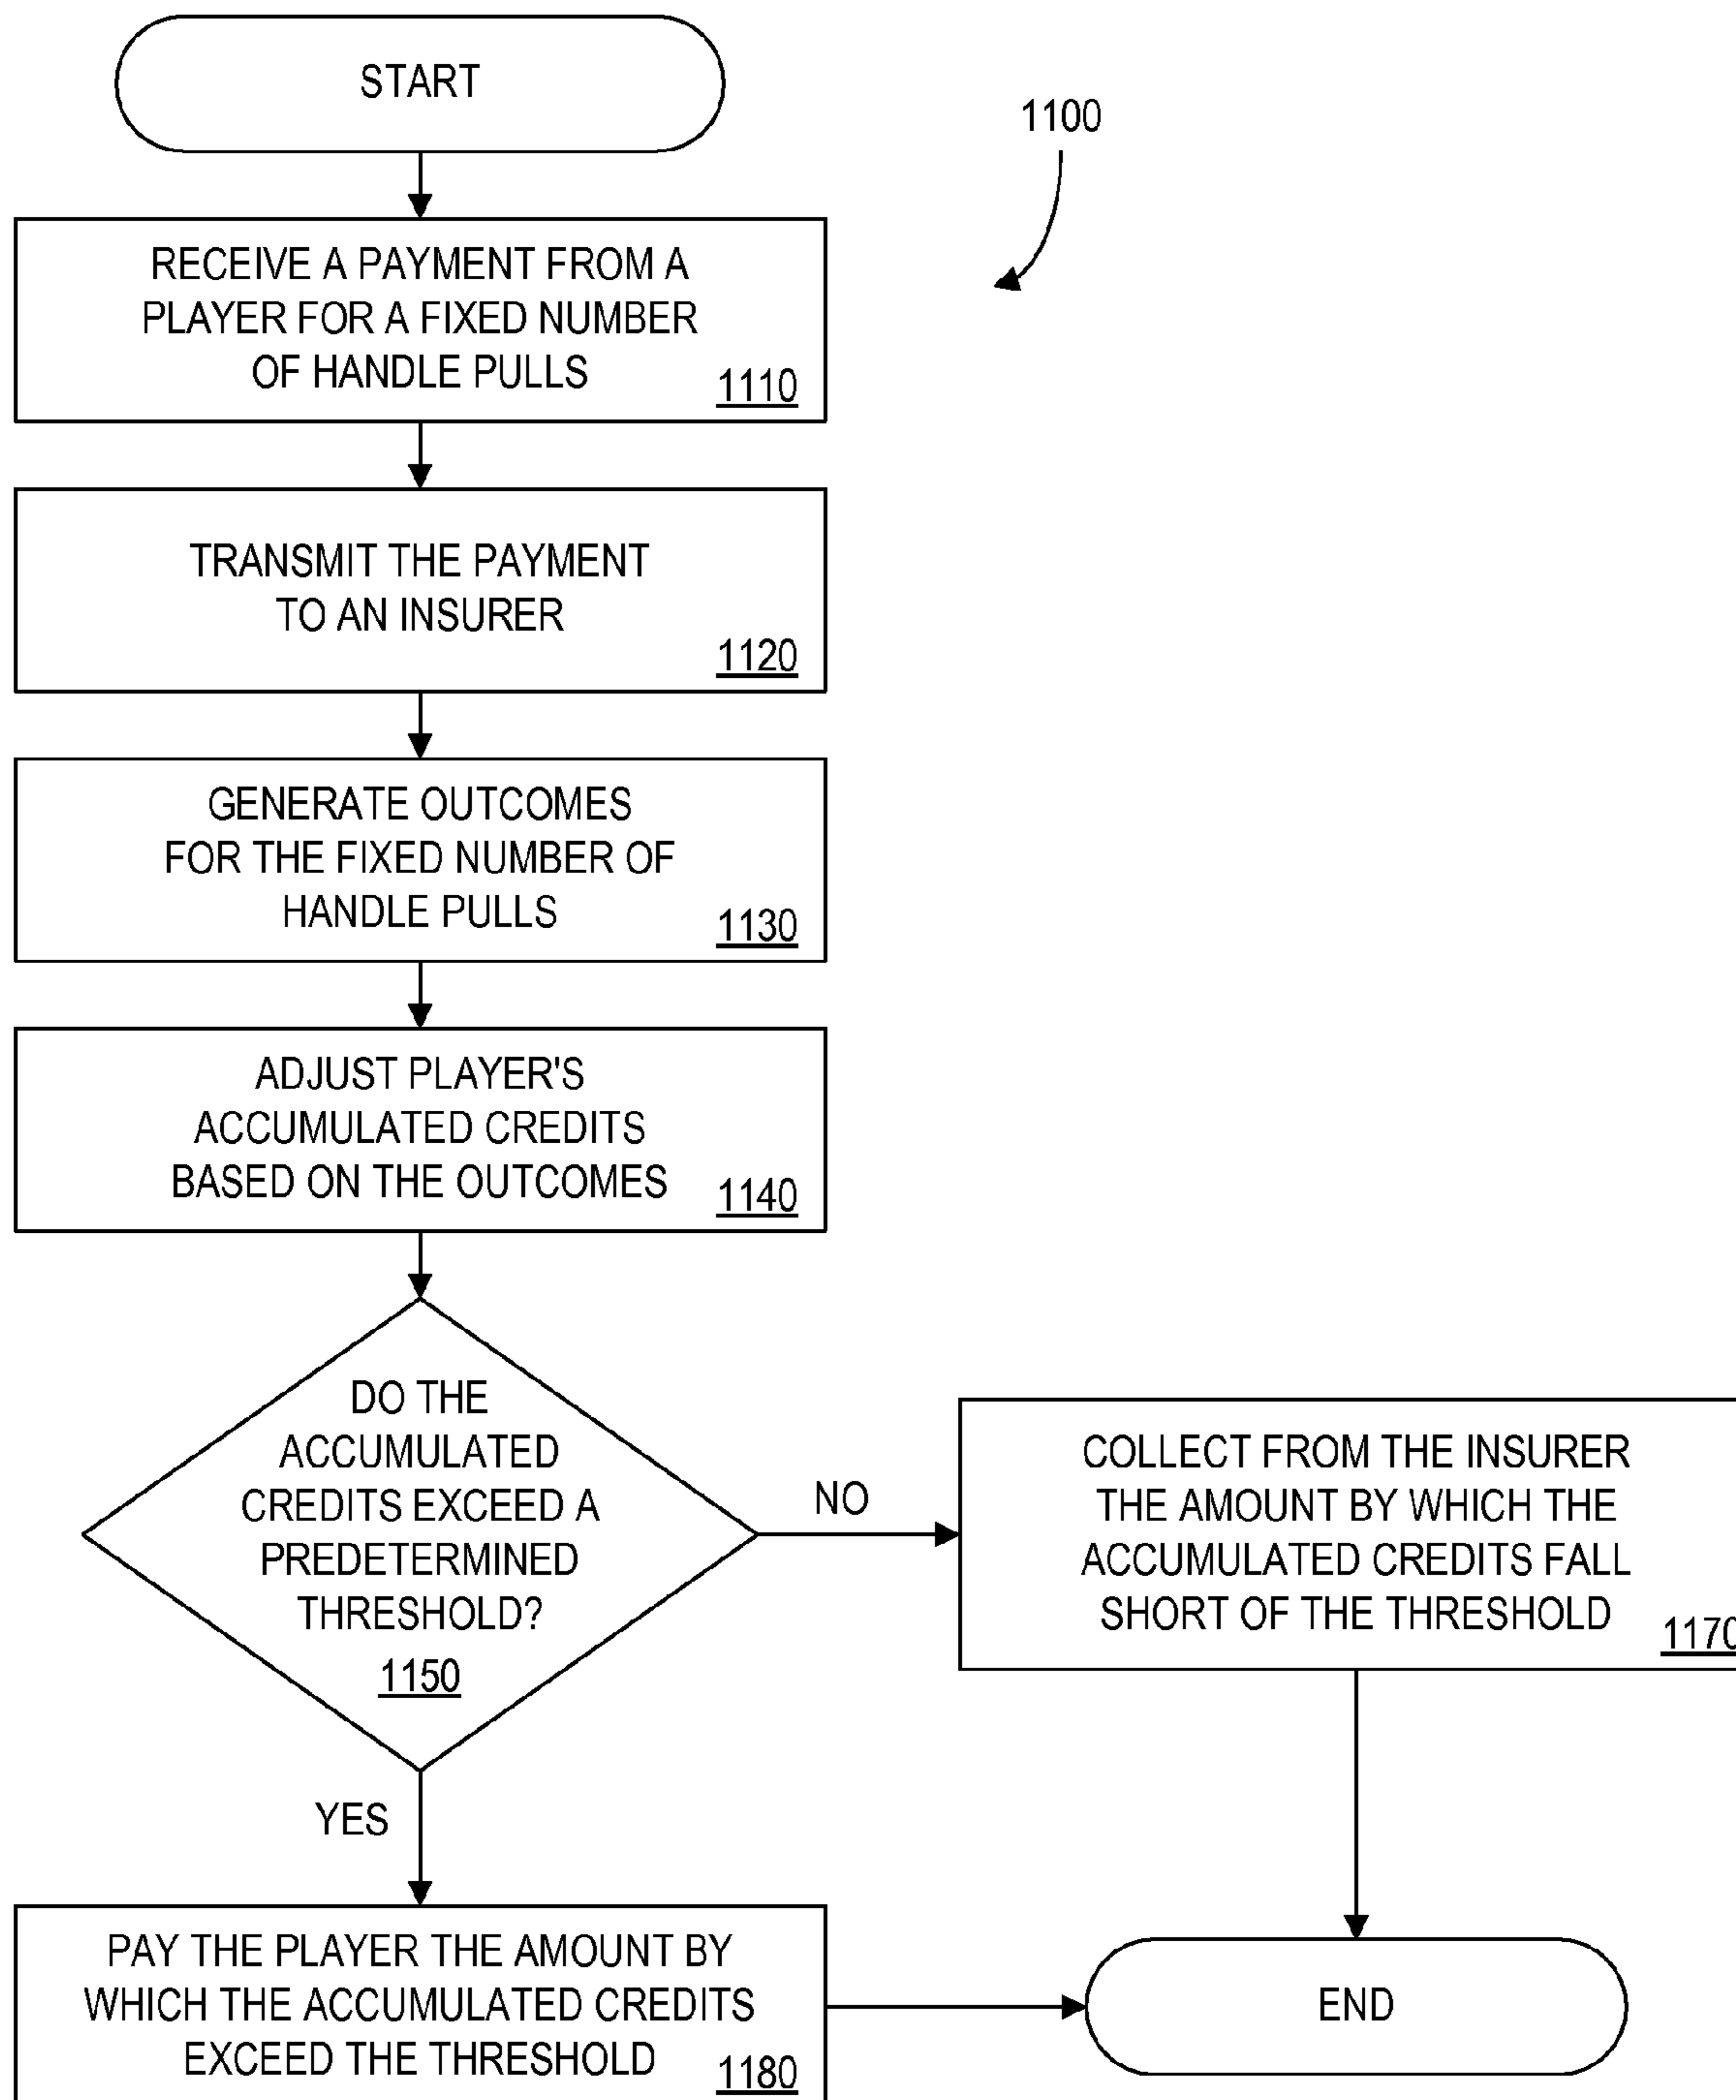 START
1100
RECEIVE A PAYMENT FROM A
PLAYER FOR A FIXED NUMBER
OF HANDLE PULLS
1110
TRANSMIT THE PAYMENT
TO AN INSURER
1120
GENERATE OUTCOMES
FOR THE FIXED NUMBER OF
HANDLE PULLS
1130
ADJUST PLAYER'S
ACCUMULATED CREDITS
BASED ON THE OUTCOMES
1140
DO THE
ACCUMULATED
CREDITS EXCEED A
PREDETERMINED
THRESHOLD?
1150
NO
COLLECT FROM THE INSURER
THE AMOUNT BY WHICH THE
ACCUMULATED CREDITS FALL
SHORT OF THE THRESHOLD
1170
YES
PAY THE PLAYER THE AMOUNT BY
WHICH THE ACCUMULATED CREDITS
EXCEED THE THRESHOLD
1180
END